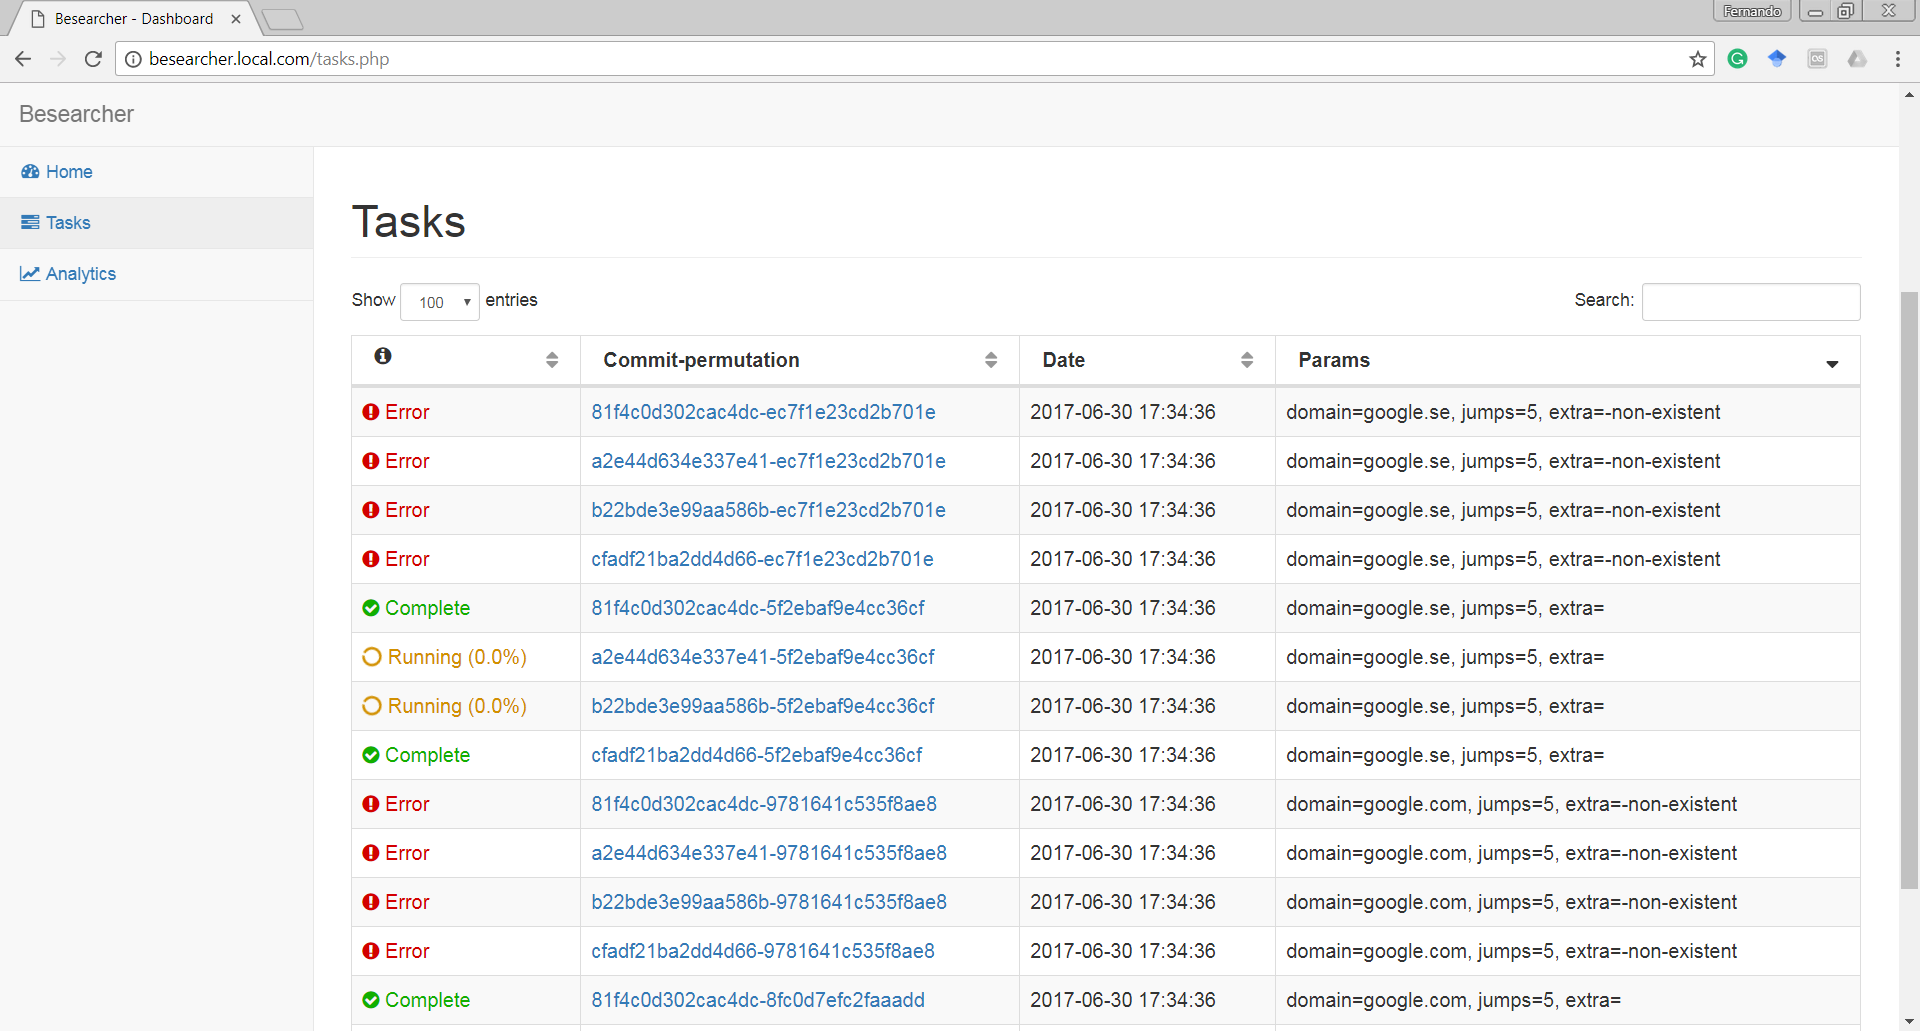 Besearcher - Dashboard
Fernando
besearcher.local.com/tasks.php
Besearcher
Home
Tasks
Analytics
Tasks
Show 100 entries
Search:
Commit-permutation Date Params
Error 81f4c0d302cac4dc-ec7f1e23cd2b701e 2017-06-30 17:34:36 domain=google.se, jumps=5, extra=-non-existent
Error a2e44d634e337e41-ec7f1e23cd2b701e 2017-06-30 17:34:36 domain=google.se, jumps=5, extra=-non-existent
Error b22bde3e99aa586b-ec7f1e23cd2b701e 2017-06-30 17:34:36 domain=google.se, jumps=5, extra=-non-existent
Error cfadf21ba2dd4d66-ec7f1e23cd2b701e 2017-06-30 17:34:36 domain=google.se, jumps=5, extra=-non-existent
Complete 81f4c0d302cac4dc-5f2ebaf9e4cc36cf 2017-06-30 17:34:36 domain=google.se, jumps=5, extra=
Running (0.0%) a2e44d634e337e41-5f2ebaf9e4cc36cf 2017-06-30 17:34:36 domain=google.se, jumps=5, extra=
Running (0.0%) b22bde3e99aa586b-5f2ebaf9e4cc36cf 2017-06-30 17:34:36 domain=google.se, jumps=5, extra=
Complete cfadf21ba2dd4d66-5f2ebaf9e4cc36cf 2017-06-30 17:34:36 domain=google.se, jumps=5, extra=
Error 81f4c0d302cac4dc-9781641c535f8ae8 2017-06-30 17:34:36 domain=google.com, jumps=5, extra=-non-existent
Error a2e44d634e337e41-9781641c535f8ae8 2017-06-30 17:34:36 domain=google.com, jumps=5, extra=-non-existent
Error b22bde3e99aa586b-9781641c535f8ae8 2017-06-30 17:34:36 domain=google.com, jumps=5, extra=-non-existent
Error cfadf21ba2dd4d66-9781641c535f8ae8 2017-06-30 17:34:36 domain=google.com, jumps=5, extra=-non-existent
Complete 81f4c0d302cac4dc-8fc0d7efc2faaadd 2017-06-30 17:34:36 domain=google.com, jumps=5, extra=